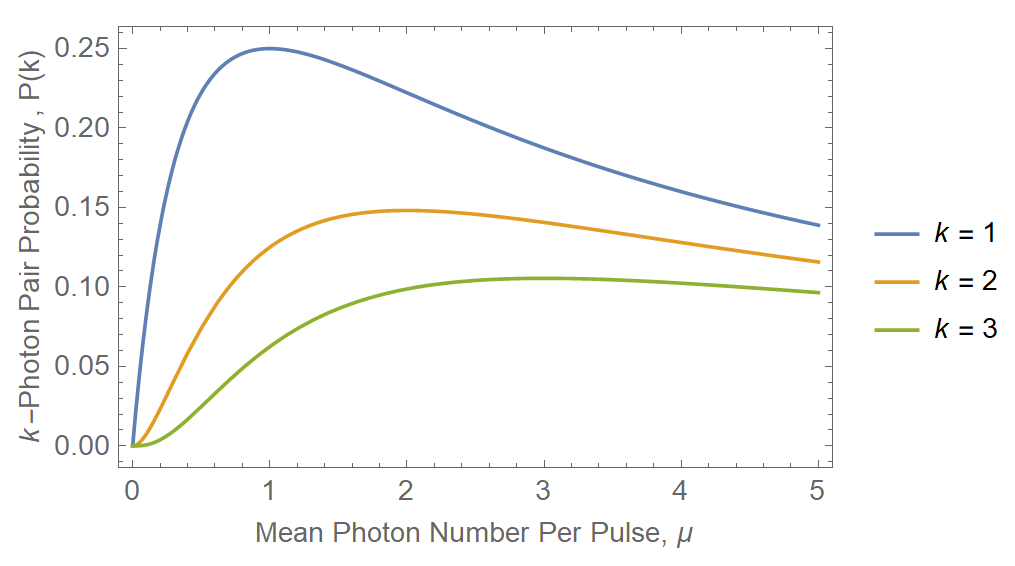 k-Photon Pair Probability, P(k)
0.25
0.20
0.15
0.10
0.05
0.00
0 1 2 3 4 5
Mean Photon Number Per Pulse, μ
k = 1
k = 2
k = 3